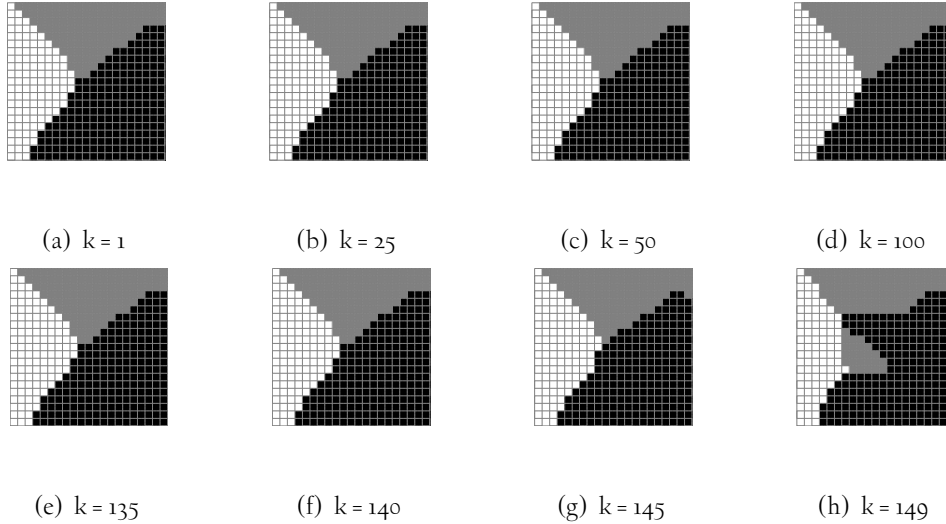 (a) k = 1 (b) k = 25 (c) k = 50 (d) k = 100
(e) k = 135 (f) k = 140 (g) k = 145 (h) k = 149